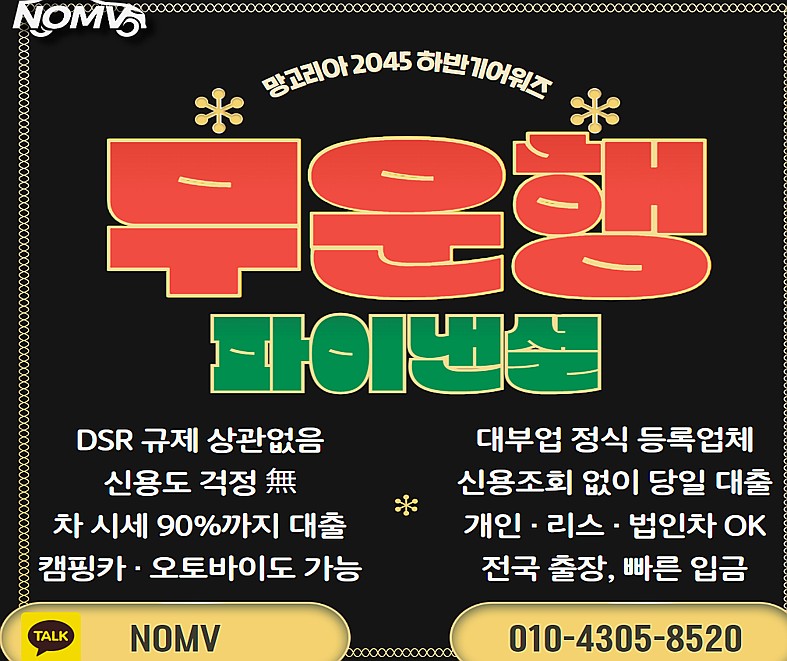 NOMV
망고리아 2045 하반기어워즈
무운행
파이낸셜
DSR 규제 상관없음
신용도 걱정 無
차 시세 90%까지 대출
캠핑카 · 오토바이도 가능
대부업 정식 등록업체
신용조회 없이 당일 대출
개인 · 리스 · 법인차 OK
전국 출장, 빠른 입금
TALK
NOMV
010-4305-8520